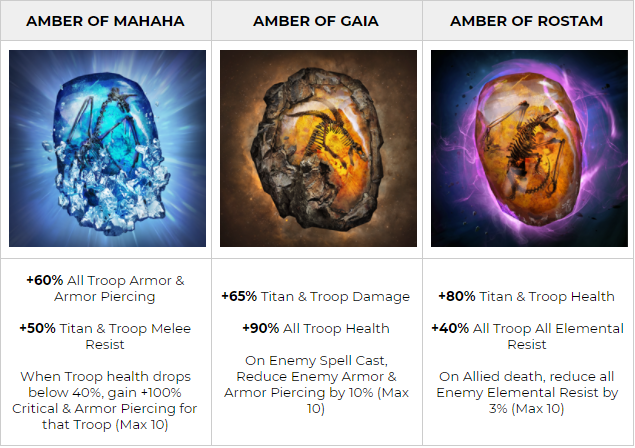 AMBER OF MAHAHA
AMBER OF GAIA
AMBER OF ROSTAM
+60% All Troop Armor &
Armor Piercing
+50% Titan & Troop Melee
Resist
When Troop health drops
below 40%, gain +100%
Critical & Armor Piercing for
that Troop (Max 10)
+65% Titan & Troop Damage
+90% All Troop Health
On Enemy Spell Cast,
Reduce Enemy Armor &
Armor Piercing by 10% (Max
10)
+80% Titan & Troop Health
+40% All Troop All Elemental
Resist
On Allied death, reduce all
Enemy Elemental Resist by
3% (Max 10)